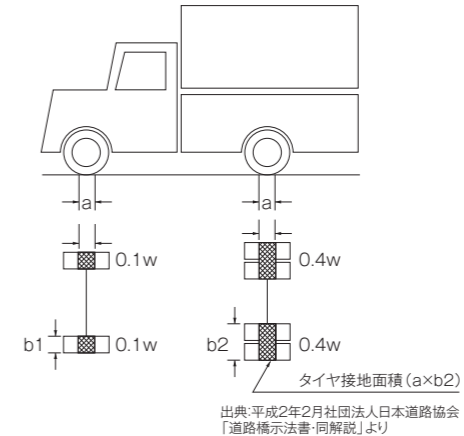 a a
0.1w 0.4w
b1 0.1w b2 0.4w
タイヤ接地面積(a×b2)
出典:平成2年2月社団法人日本道路協会
「道路橋示法書・同解説」より